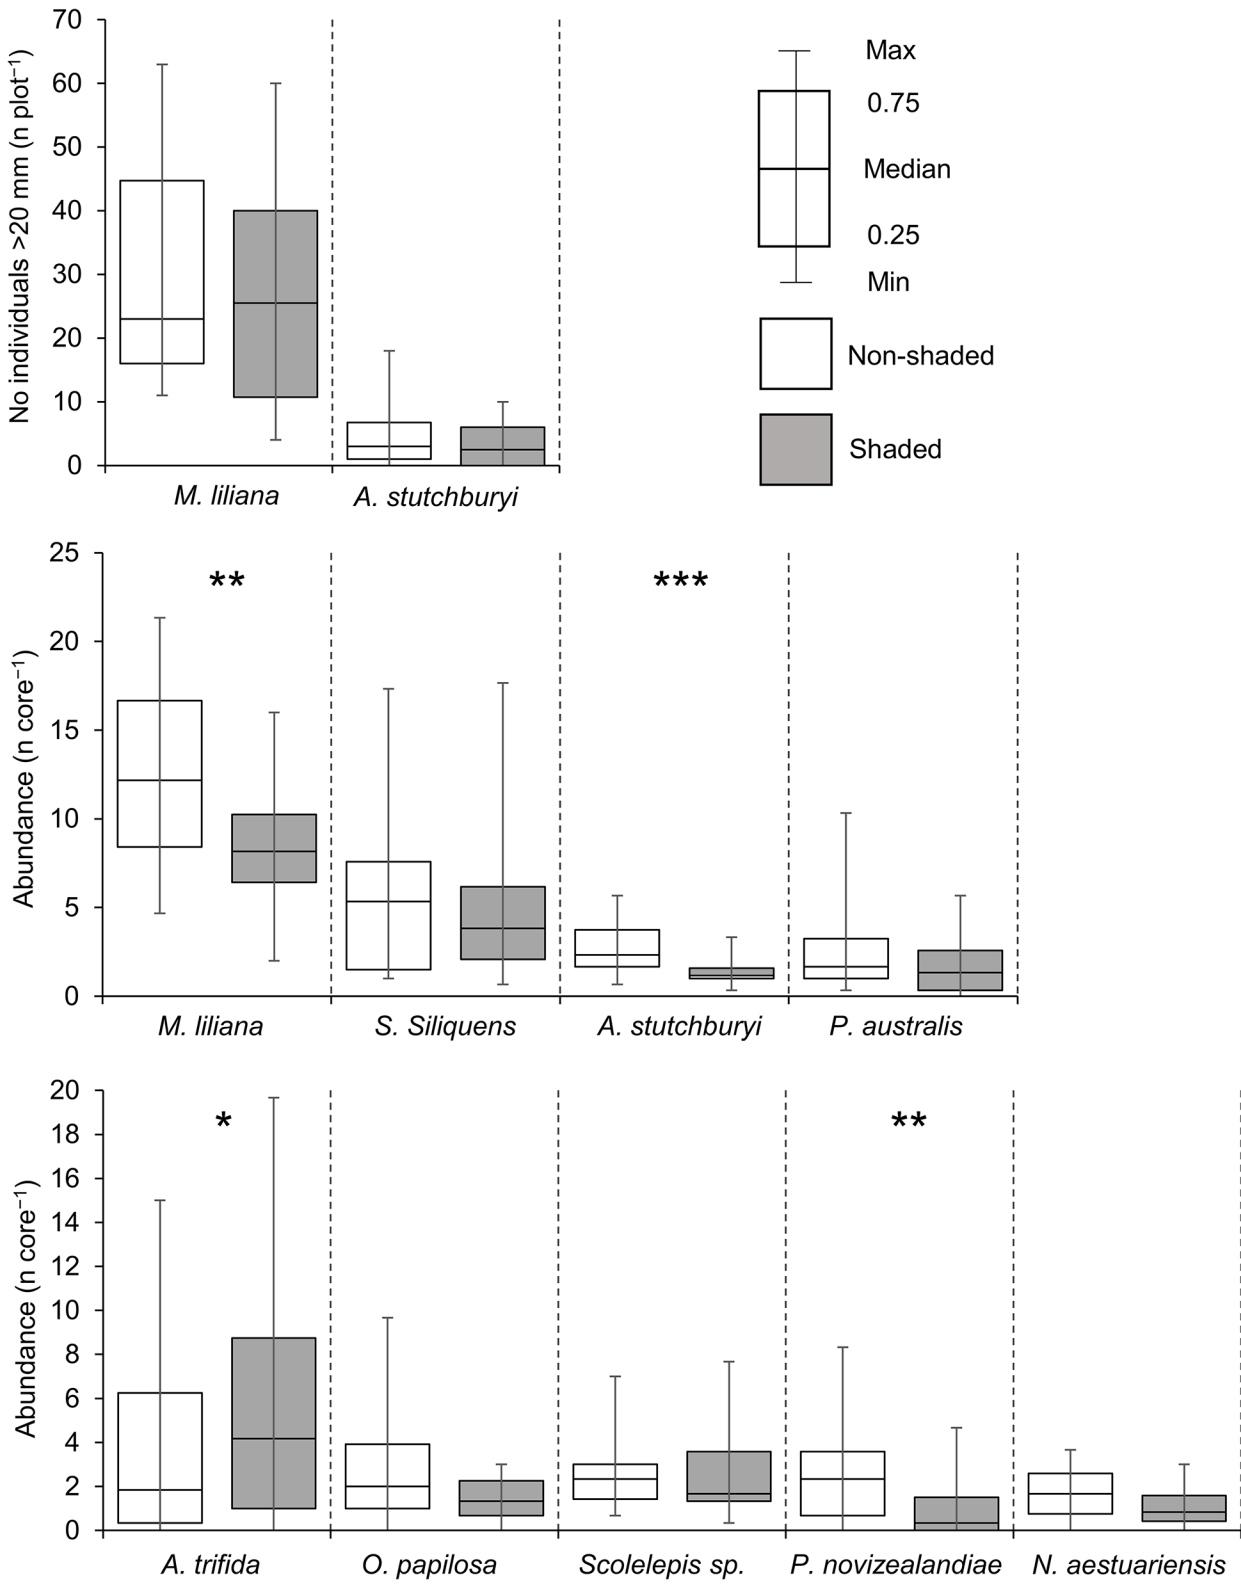 No individuals >20 mm (n plot⁻¹)
70
60
50
40
30
20
10
0
M. liliana
A. stutchburyi
Max
0.75
Median
0.25
Min
Non-shaded
Shaded
Abundance (n core⁻¹)
25
20
15
10
5
0
**
***
M. liliana
S. Siliquens
A. stutchburyi
P. australis
Abundance (n core⁻¹)
20
18
16
14
12
10
8
6
4
2
0
*
**
A. trifida
O. papilosa
Scolelepis sp.
P. novizealandiae
N. aestuariensis